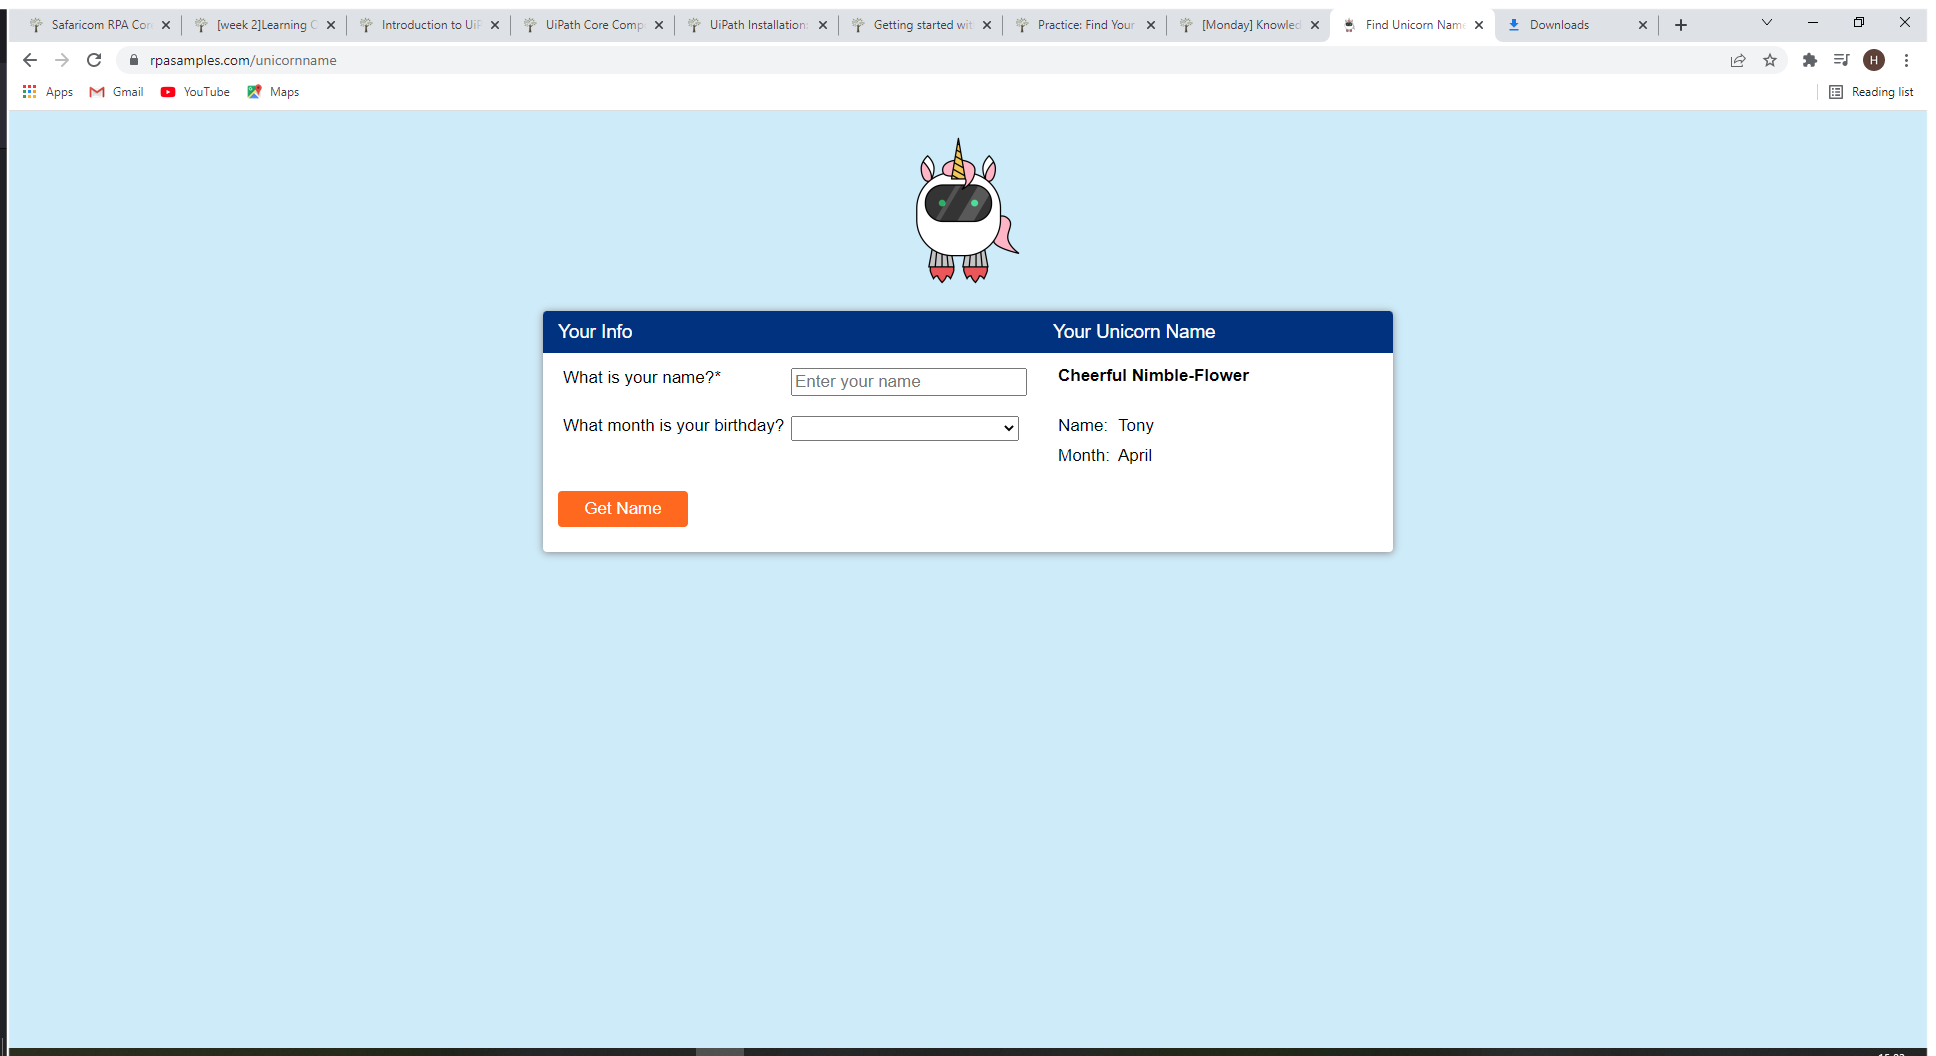 Safaricom RPA Cor [week 2]Learning C Introduction to UiP UiPath Core Comp UiPath Installation: Getting started wit Practice: Find Your [Monday] Knowled Find Unicorn Name Downloads
rpasamples.com/unicornname H
Apps Gmail YouTube Maps Reading list
Your Info Your Unicorn Name
What is your name?* Enter your name Cheerful Nimble-Flower
What month is your birthday? Name: Tony
Month: April
Get Name